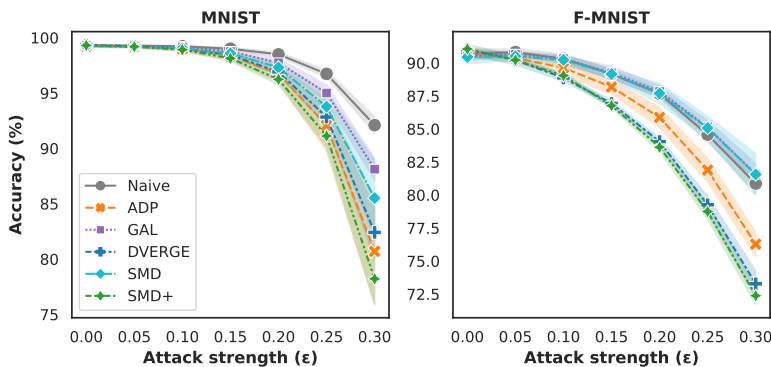 MNIST
F-MNIST
Accuracy (%)
100
95
90
85
80
75
Naive
ADP
GAL
DVERGE
SMD
SMD+
0.00 0.05 0.10 0.15 0.20 0.25 0.30
Attack strength (ε)
90.0
87.5
85.0
82.5
80.0
77.5
75.0
72.5
0.00 0.05 0.10 0.15 0.20 0.25 0.30
Attack strength (ε)